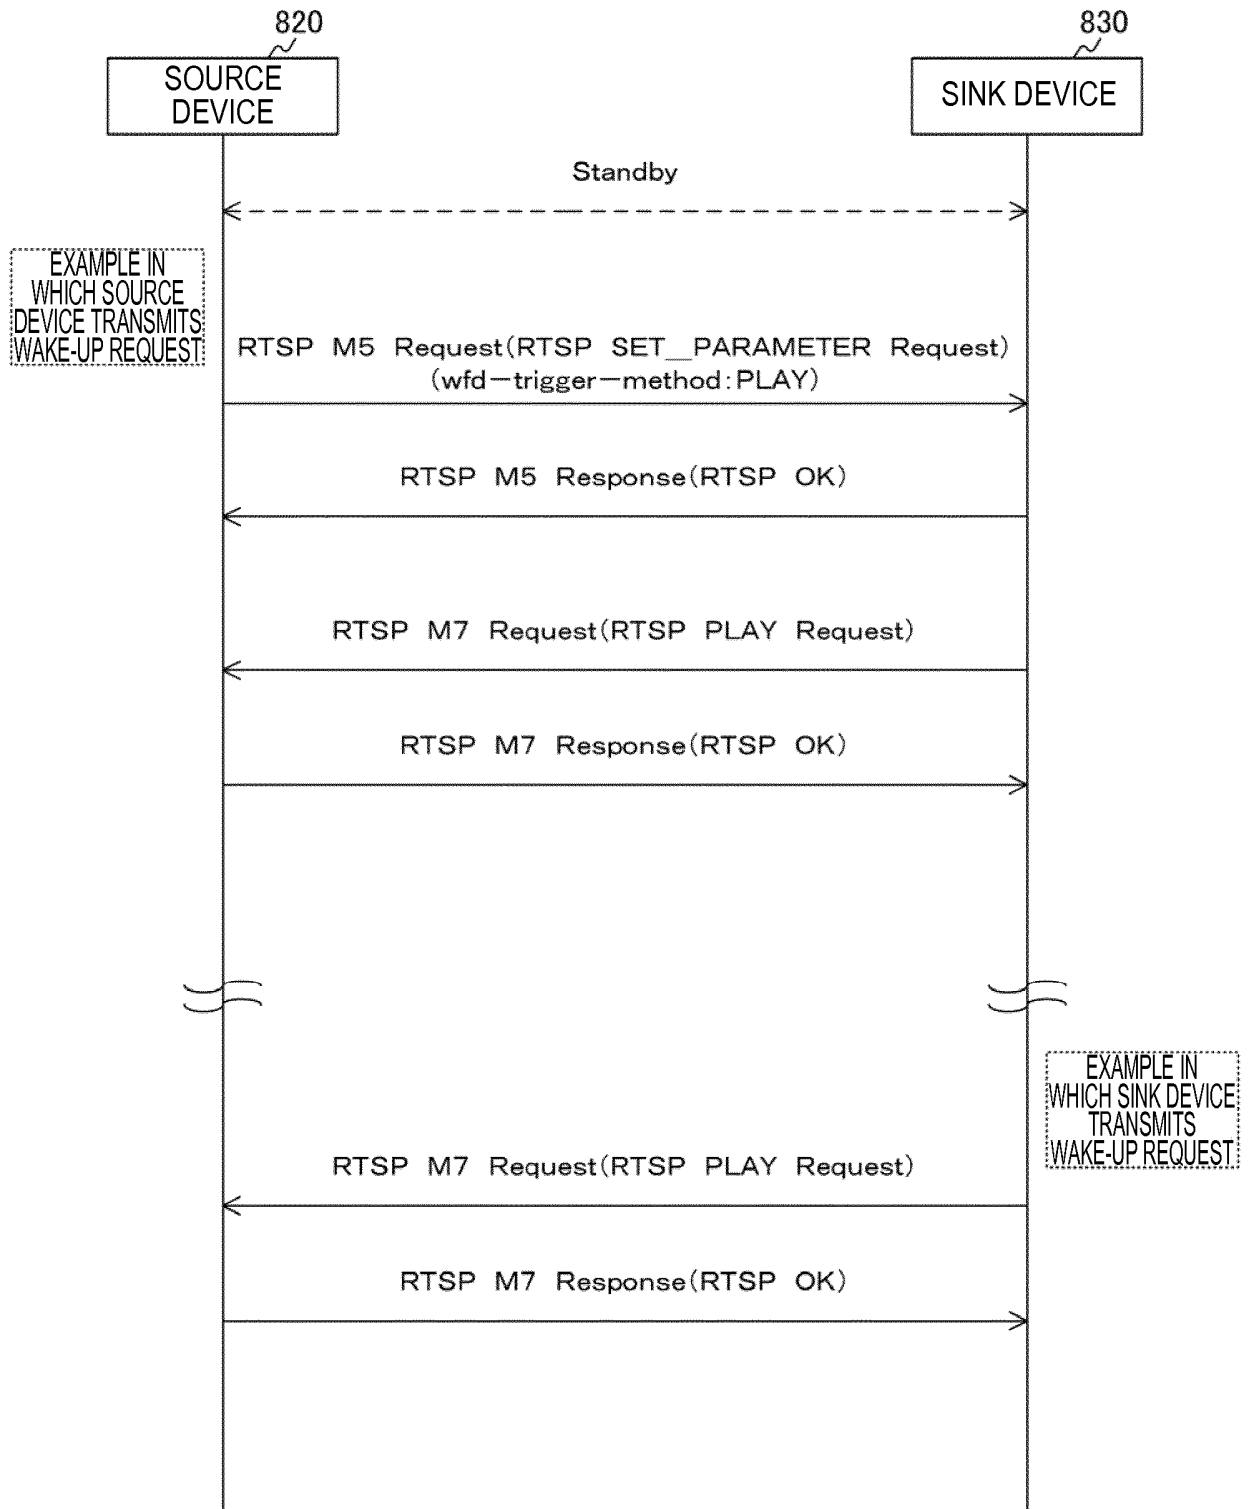 820
830
SOURCE
DEVICE
SINK DEVICE
Standby
EXAMPLE IN
WHICH SOURCE
DEVICE TRANSMITS
WAKE-UP REQUEST
RTSP M5 Request(RTSP SET__PARAMETER Request)
(wfd-trigger-method:PLAY)
RTSP M5 Response(RTSP OK)
RTSP M7 Request(RTSP PLAY Request)
RTSP M7 Response(RTSP OK)
EXAMPLE IN
WHICH SINK DEVICE
TRANSMITS
WAKE-UP REQUEST
RTSP M7 Request(RTSP PLAY Request)
RTSP M7 Response(RTSP OK)